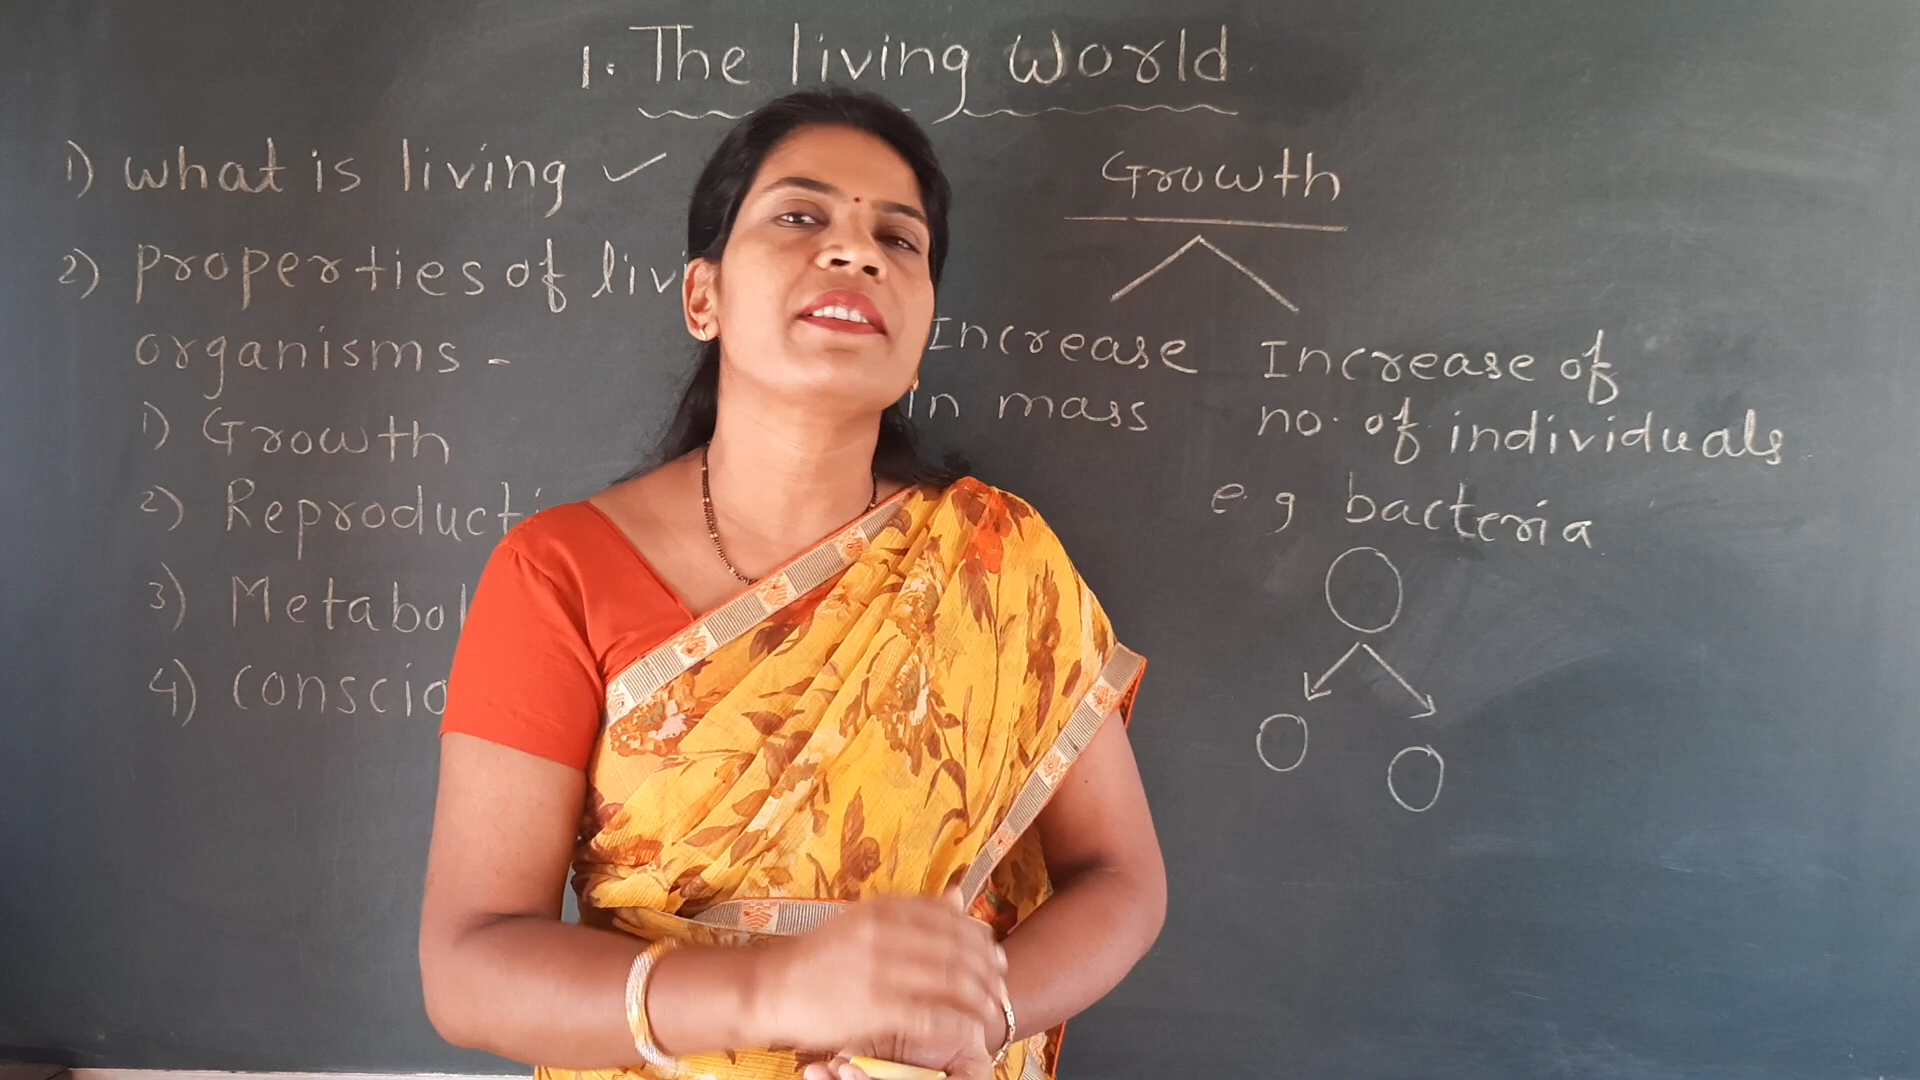 1. The living world
1) what is living ✓
2) properties of livi
organisms -
1) Growth
2) Reproducti
3) Metabol
4) conscio
Growth
Increase
in mass
Increase of
no. of individuals
e.g bacteria